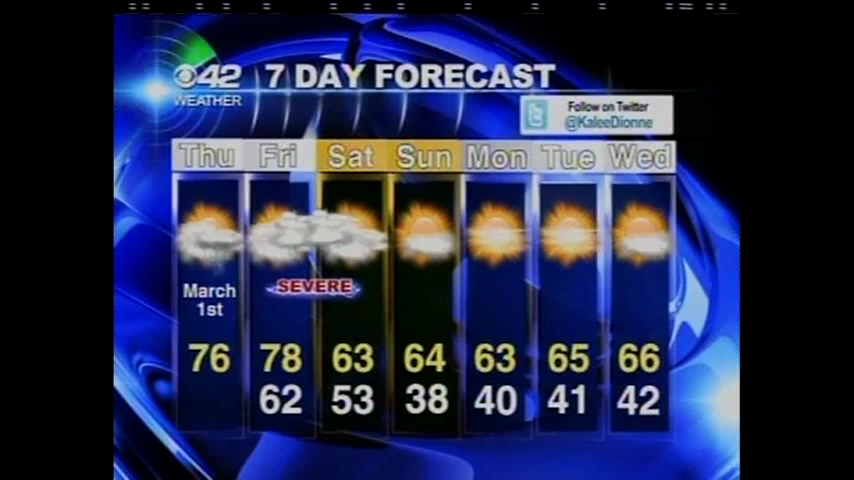 42 7 DAY FORECAST
WEATHER
Follow on Twitter
@KaleeDionne
Thu Fri Sat Sun Mon Tue Wed
SEVERE
March
1st
76 78 63 64 63 65 66
62 53 38 40 41 42